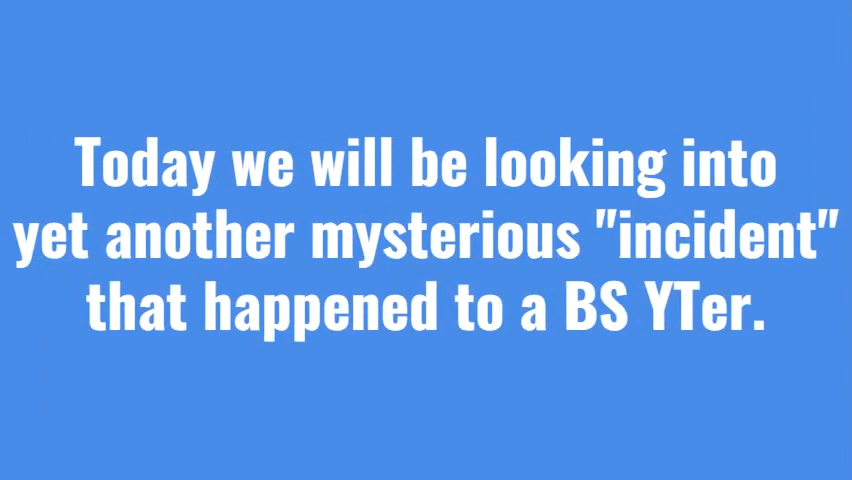 Today we will be looking into
yet another mysterious "incident"
that happened to a BS YTer.